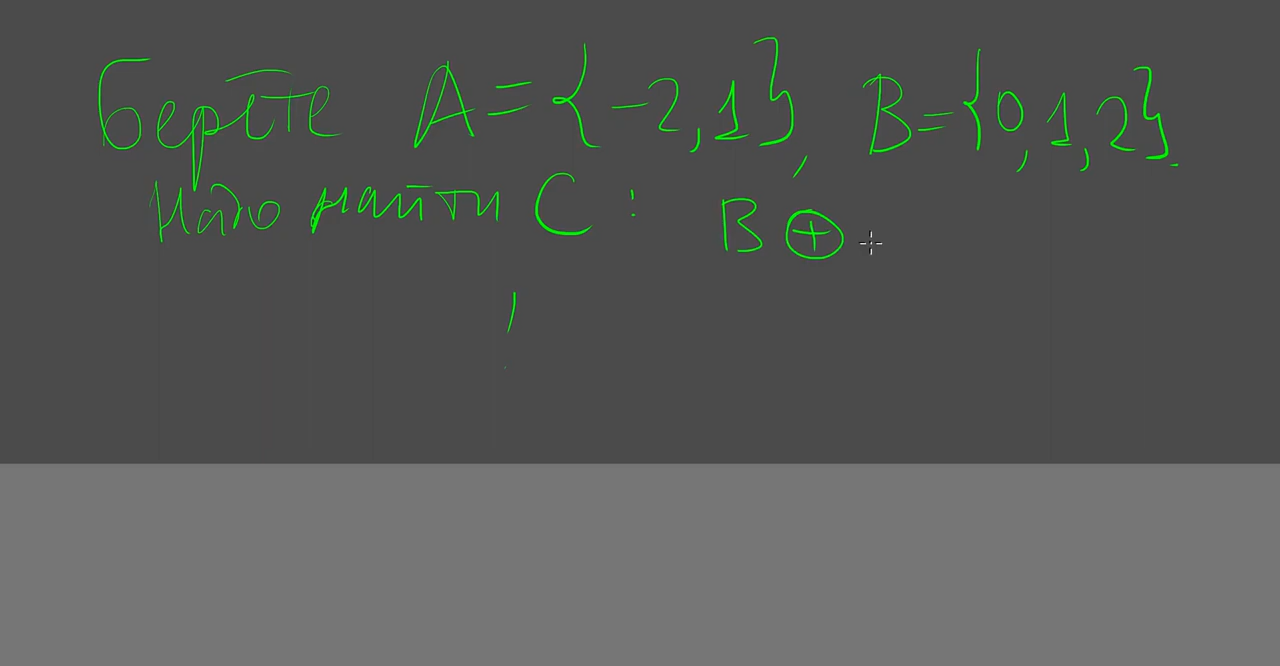 Берёте A = {-2, 1}, B = {0, 1, 2}.
Надо найти C : B ⊕
,